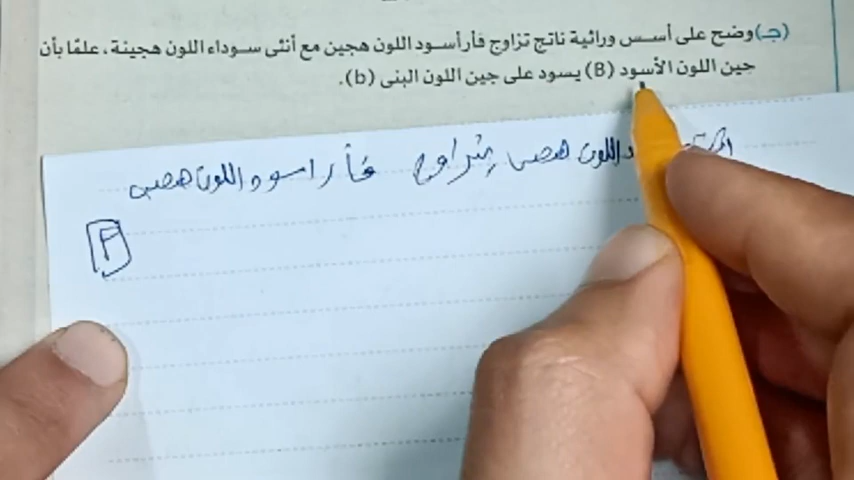 (جـ) وضح على أسس وراثية ناتج تزاوج فأر أسود اللون هجين مع أنثى سوداء اللون هجينة، علمًا بأن
جين اللون الأسود (B) يسود على جين اللون البنى (b).
اللون هجين يتزاوج فأر اسود اللون هجين
P